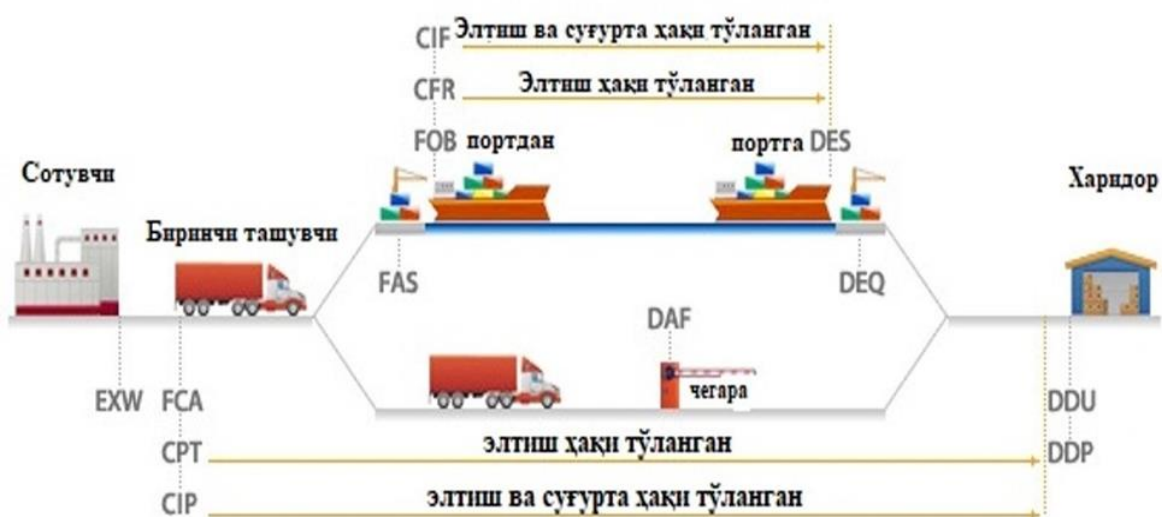 CIF Элтиш ва суғурта ҳақи тўланган
CFR Элтиш ҳақи тўланган
FOB портдан портга DES
Сотувчи
Харидор
Биринчи ташувчи
FAS DEQ
DAF
чегара
EXW FCA DDU
CPT элтиш ҳақи тўланган DDP
CIP элтиш ва суғурта ҳақи тўланган